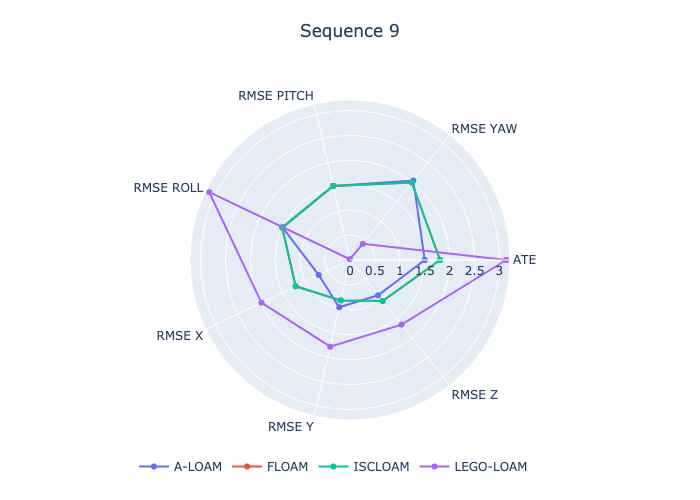 Sequence 9
RMSE PITCH
RMSE YAW
RMSE ROLL
ATE
0 0.5 1 1.5 2 2.5 3
RMSE X
RMSE Z
RMSE Y
A-LOAM FLOAM ISCLOAM LEGO-LOAM